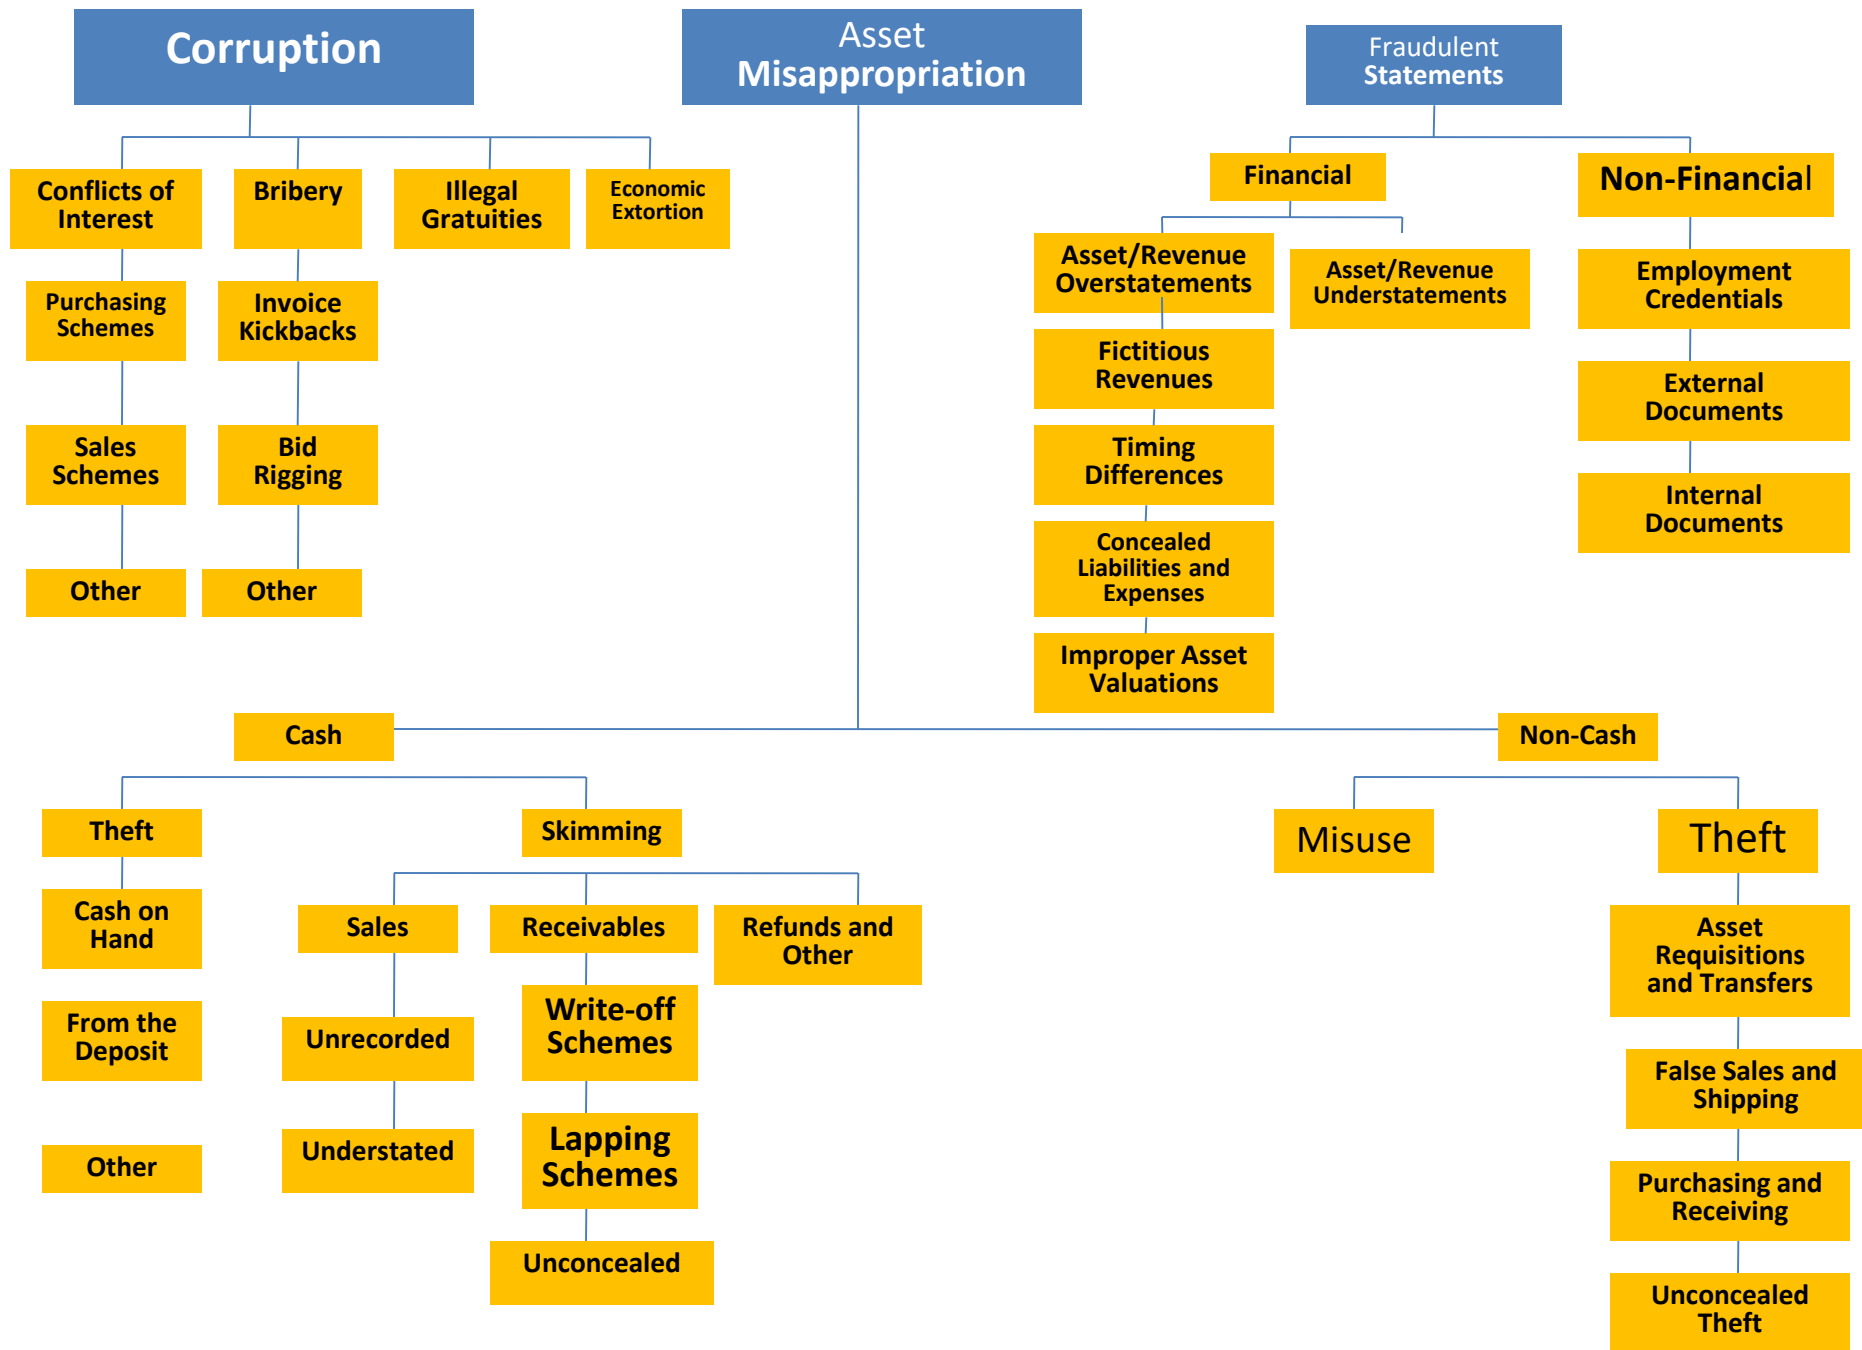 Corruption
Asset
Misappropriation
Fraudulent
Statements
Conflicts of
Interest
Bribery
Illegal
Gratuities
Economic
Extortion
Purchasing
Schemes
Invoice
Kickbacks
Sales
Schemes
Bid
Rigging
Other
Other
Financial
Non-Financial
Asset/Revenue
Overstatements
Asset/Revenue
Understatements
Fictitious
Revenues
Timing
Differences
Concealed
Liabilities and
Expenses
Improper Asset
Valuations
Employment
Credentials
External
Documents
Internal
Documents
Cash
Non-Cash
Theft
Skimming
Cash on
Hand
From the
Deposit
Other
Sales
Receivables
Refunds and
Other
Unrecorded
Understated
Write-off
Schemes
Lapping
Schemes
Unconcealed
Misuse
Theft
Asset
Requisitions
and Transfers
False Sales and
Shipping
Purchasing and
Receiving
Unconcealed
Theft